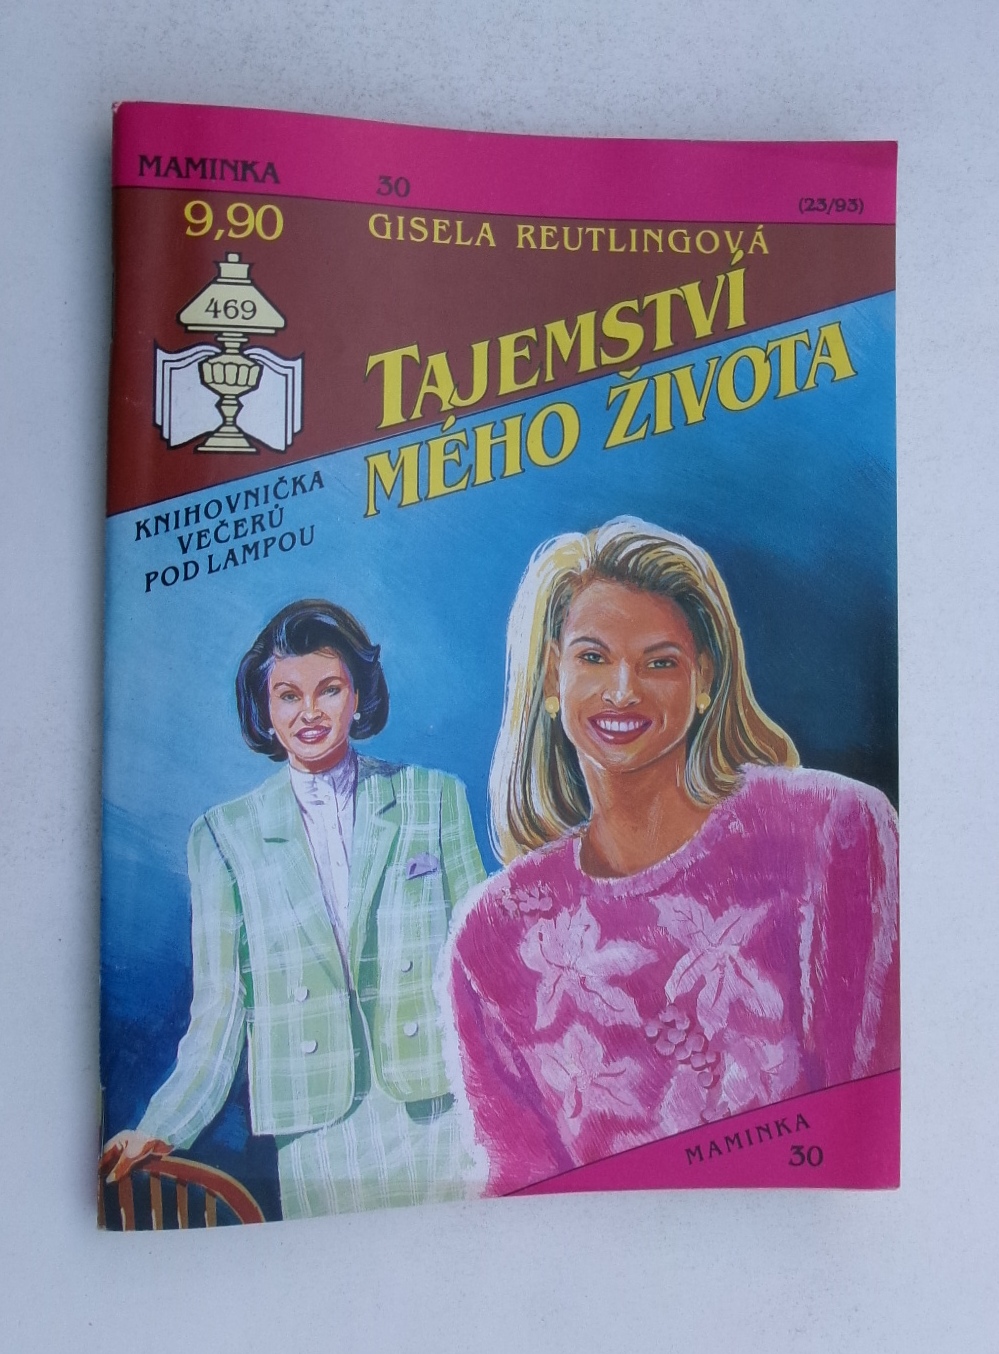 MAMINKA
30
(23/93)
9,90
GISELA REUTLINGOVÁ
469
TAJEMSTVÍ
MÉHO ŽIVOTA
KNIHOVNIČKA
VEČERŮ
POD LAMPOU
MAMINKA
30